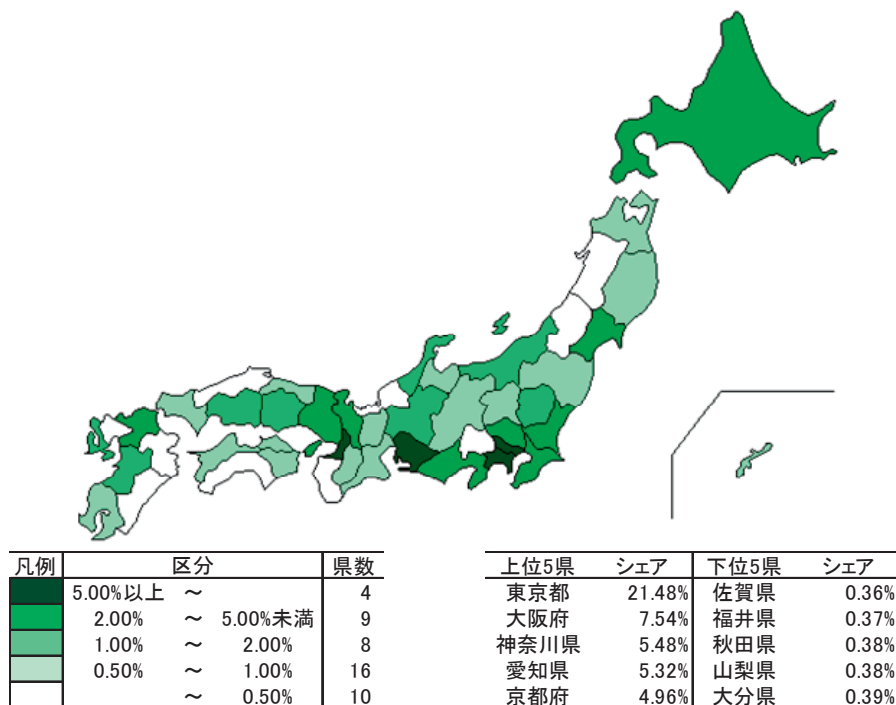 凡例 区分 県数
5.00%以上 ～ 4
2.00% ～ 5.00%未満 9
1.00% ～ 2.00% 8
0.50% ～ 1.00% 16
～ 0.50% 10
上位5県 シェア 下位5県 シェア
東京都 21.48% 佐賀県 0.36%
大阪府 7.54% 福井県 0.37%
神奈川県 5.48% 秋田県 0.38%
愛知県 5.32% 山梨県 0.38%
京都府 4.96% 大分県 0.39%